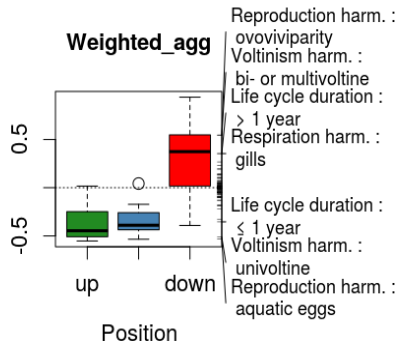 Weighted_agg
0.5
-0.5
up
down
Position
Reproduction harm. :
ovoviviparity
Voltinism harm. :
bi- or multivoltine
Life cycle duration :
> 1 year
Respiration harm. :
gills
Life cycle duration :
≤ 1 year
Voltinism harm. :
univoltine
Reproduction harm. :
aquatic eggs